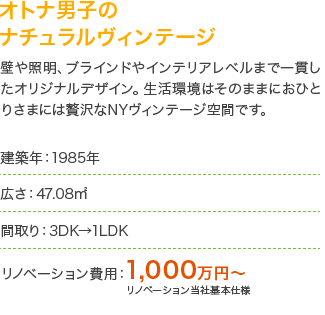 オトナ男子の
ナチュラルヴィンテージ
壁や照明、ブラインドやインテリアレベルまで一貫し
たオリジナルデザイン。生活環境はそのままにおひと
りさまには贅沢なNYヴィンテージ空間です。
建築年：1985年
広さ：47.08㎡
間取り：3DK→1LDK
リノベーション費用：1,000万円〜
リノベーション当社基本仕様